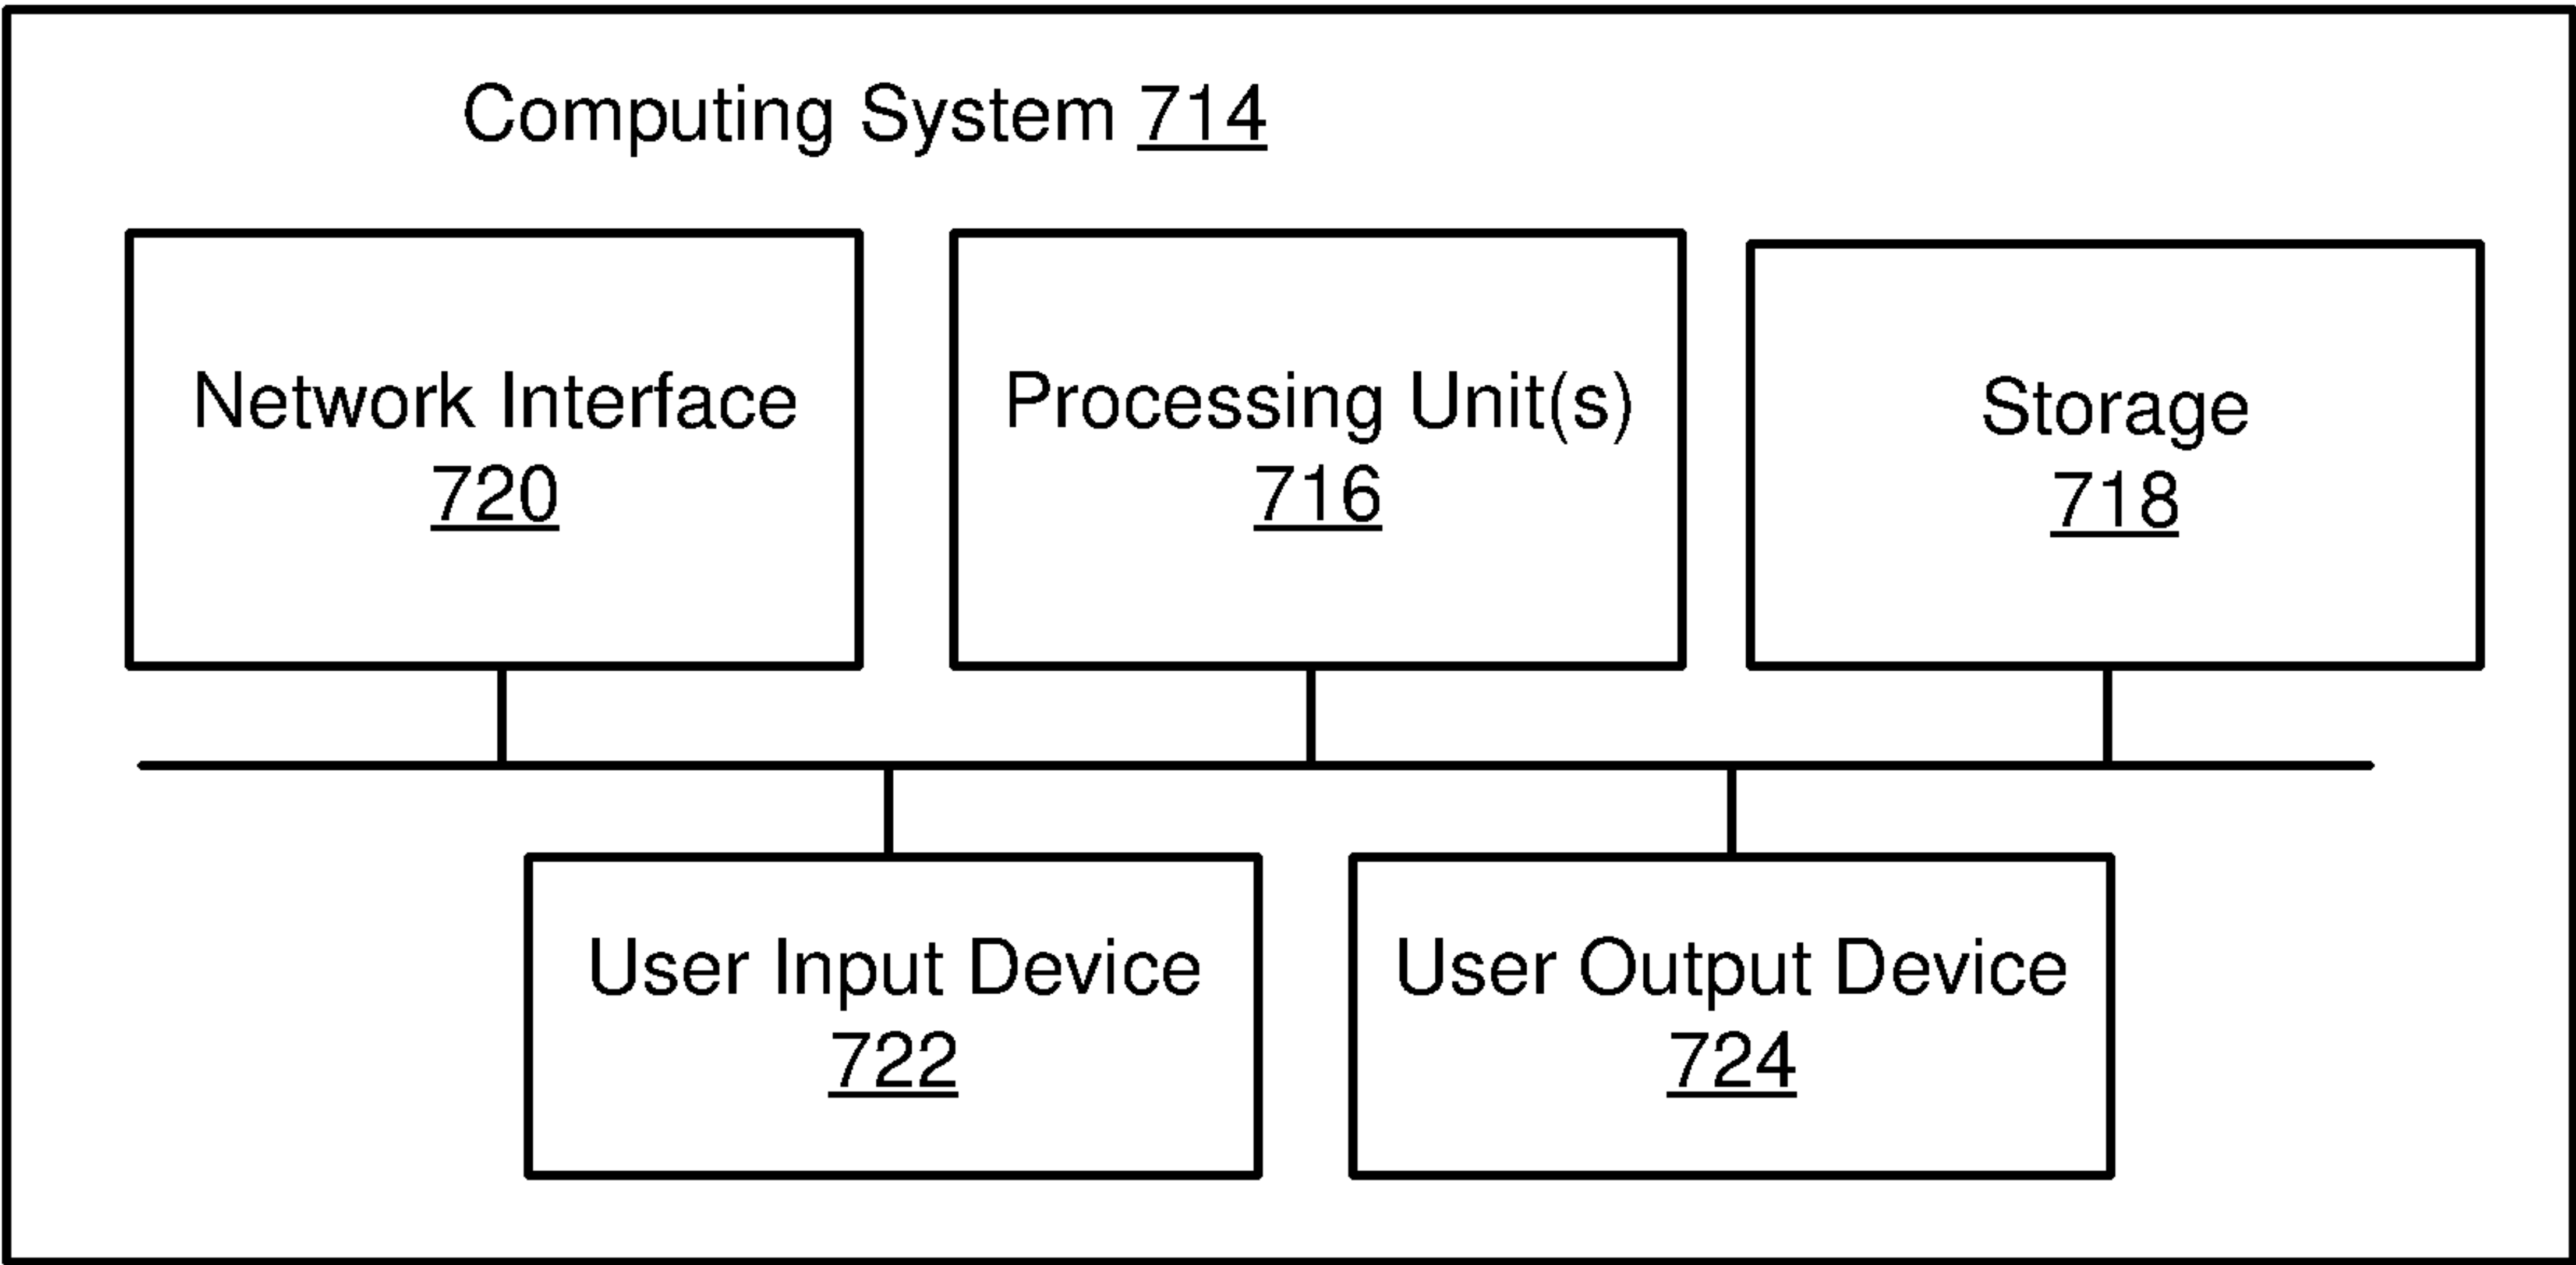 Computing System 714
Network Interface
720
Processing Unit(s)
716
Storage
718
User Input Device
722
User Output Device
724